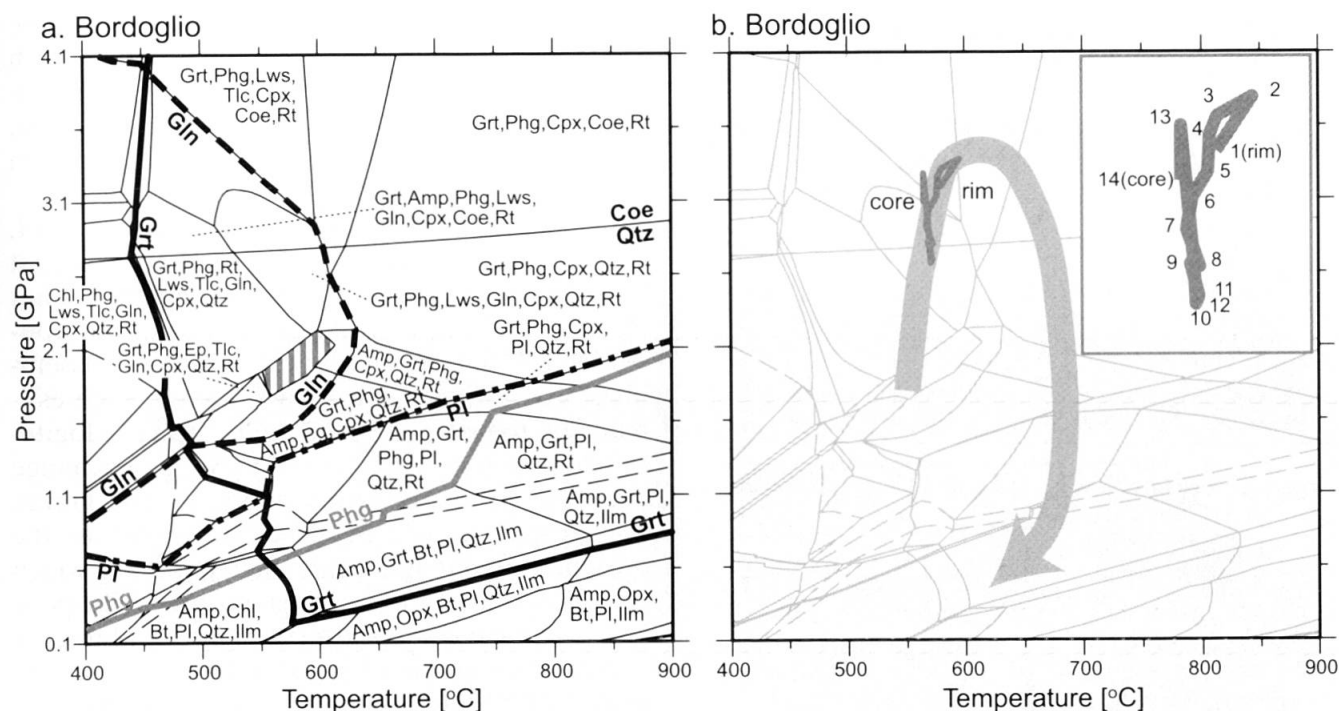 a. Bordoglio
4.1
3.1
2.1
1.1
0.1
Pressure [GPa]
400
500
600
700
800
900
Temperature [°C]
Grt,Phg,Lws,
Tlc,Cpx,
Coe,Rt
Gln
Grt,Phg,Cpx,Coe,Rt
Grt
Grt,Amp,Phg,Lws,
Gln,Cpx,Coe,Rt
Coe
Qtz
Grt,Phg,Rt,
Lws,Tlc,Gln,
Cpx,Qtz
Grt,Phg,Cpx,Qtz,Rt
Chl,Phg,
Lws,Tlc,Gln,
Cpx,Qtz,Rt
Grt,Phg,Lws,Gln,Cpx,Qtz,Rt
Grt,Phg,Cpx,
Pl,Qtz,Rt
Grt,Phg,Ep,Tlc,
Gln,Cpx,Qtz,Rt
Amp,Grt,Phg,
Cpx,Qtz,Rt
Gln
Grt,Phg,
Amp,Pg,Cpx,Qtz,Rt
Pl
Amp,Grt,
Phg,Pl,
Qtz,Rt
Amp,Grt,Pl,
Qtz,Rt
Gln
Phg
Amp,Grt,Pl,
Qtz,Ilm
Grt
Pl
Amp,Grt,Bt,Pl,Qtz,Ilm
Phg
Grt
Amp,Chl,
Bt,Pl,Qtz,Ilm
Amp,Opx,Bt,Pl,Qtz,Ilm
Amp,Opx,
Bt,Pl,Ilm
b. Bordoglio
core
rim
13
3
2
4
1(rim)
5
14(core)
6
7
9
8
11
12
10
400
500
600
700
800
900
Temperature [°C]